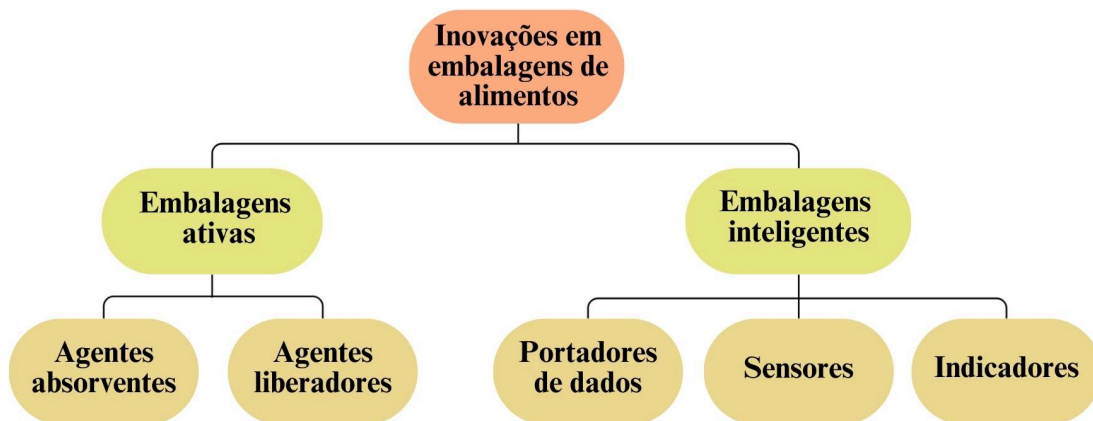 Inovações em
embalagens de
alimentos
Embalagens
ativas
Embalagens
inteligentes
Agentes
absorventes
Agentes
liberadores
Portadores
de dados
Sensores
Indicadores